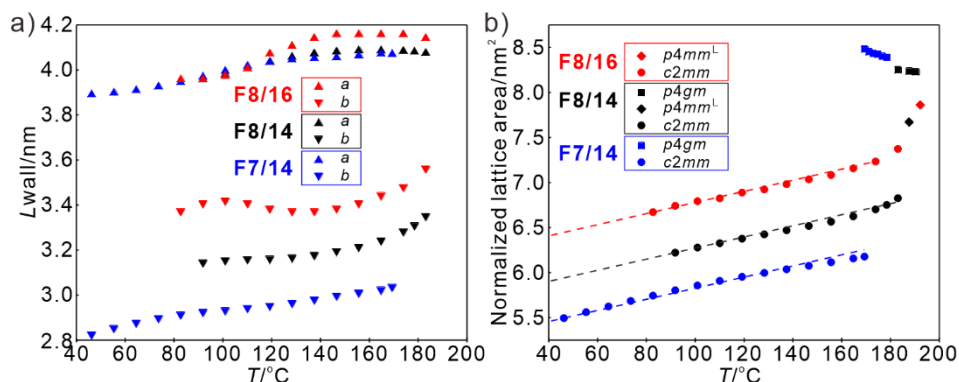 a)
4.2
4.0
3.8
3.6
3.4
3.2
3.0
2.8
Lwall/nm
F8/16
a
b
F8/14
a
b
F7/14
a
b
40 60 80 100 120 140 160 180 200
T/°C
b)
8.5
8.0
7.5
7.0
6.5
6.0
5.5
Normalized lattice area/nm²
F8/16
p4mmᴸ
c2mm
F8/14
p4gm
p4mmᴸ
c2mm
F7/14
p4gm
c2mm
40 60 80 100 120 140 160 180 200
T/°C